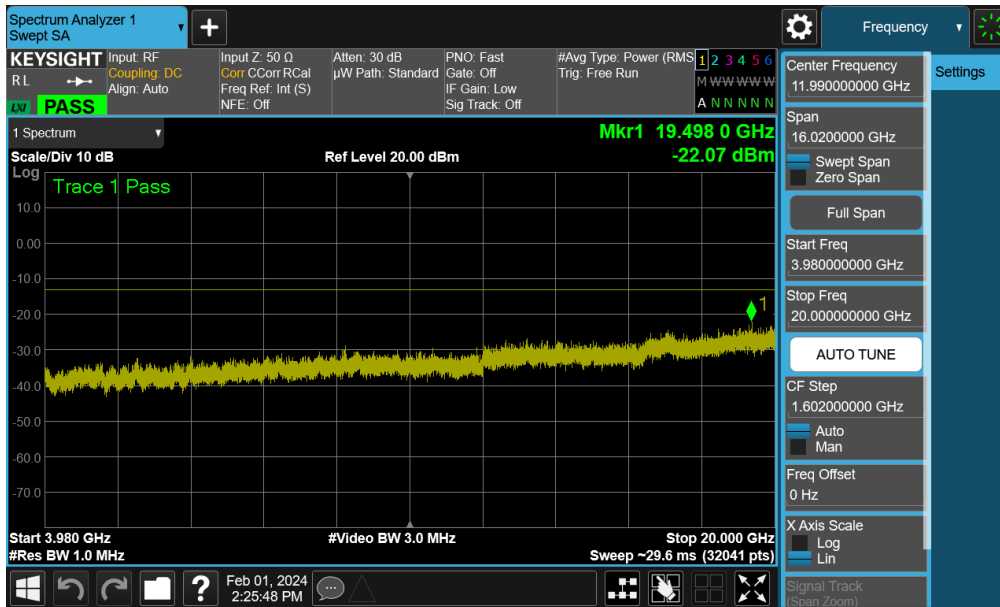 Spectrum Analyzer 1
Swept SA
+
Frequency
KEYSIGHT
RL
LXI PASS
Input: RF
Coupling: DC
Align: Auto
Input Z: 50 Ω
Corr CCorr RCal
Freq Ref: Int (S)
NFE: Off
Atten: 30 dB
µW Path: Standard
PNO: Fast
Gate: Off
IF Gain: Low
Sig Track: Off
#Avg Type: Power (RMS
Trig: Free Run
1 2 3 4 5 6
M W W W W W
A N N N N N
1 Spectrum
Scale/Div 10 dB
Ref Level 20.00 dBm
Mkr1 19.498 0 GHz
-22.07 dBm
Log
Trace 1 Pass
10.0
0.00
-10.0
-20.0
-30.0
-40.0
-50.0
-60.0
-70.0
1
Start 3.980 GHz
#Res BW 1.0 MHz
#Video BW 3.0 MHz
Stop 20.000 GHz
Sweep ~29.6 ms (32041 pts)
?
Feb 01, 2024
2:25:48 PM
Center Frequency
11.990000000 GHz
Span
16.0200000 GHz
Swept Span
Zero Span
Full Span
Start Freq
3.980000000 GHz
Stop Freq
20.000000000 GHz
AUTO TUNE
CF Step
1.602000000 GHz
Auto
Man
Freq Offset
0 Hz
X Axis Scale
Log
Lin
Signal Track
(Span Zoom)
Settings